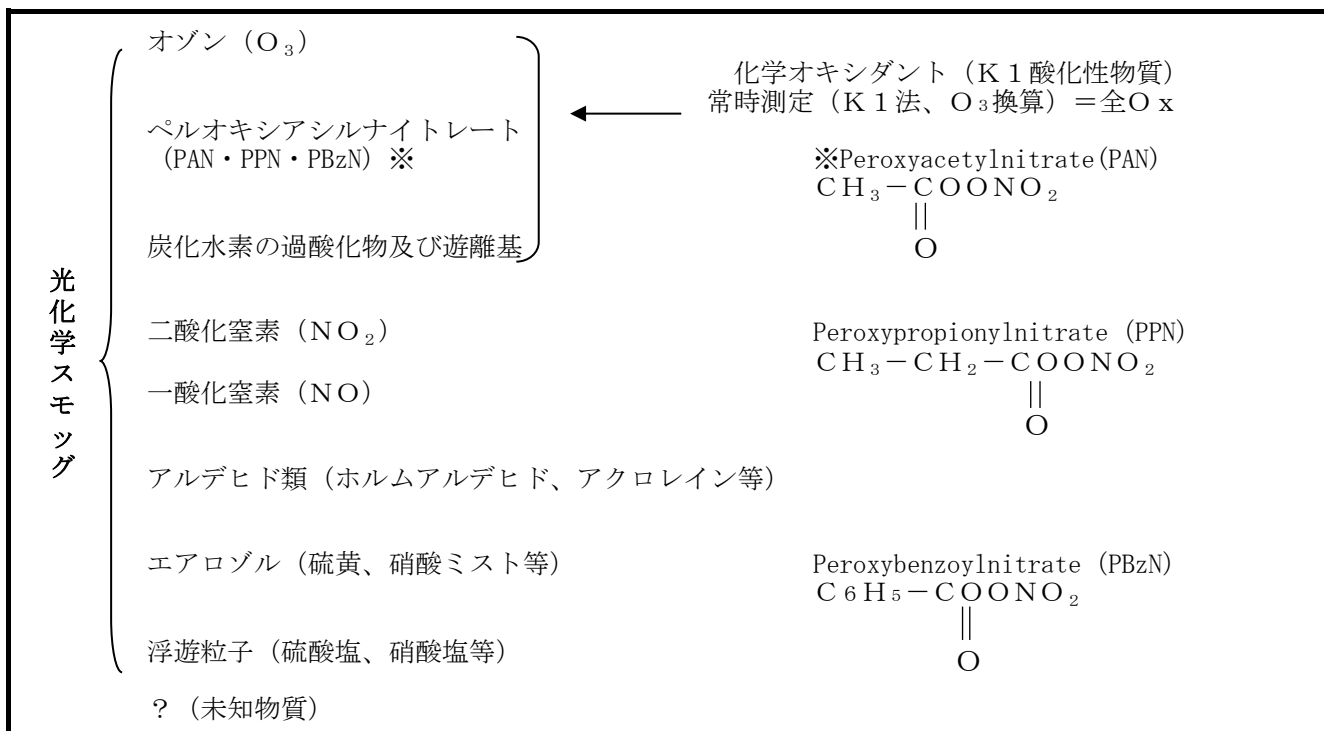 光化学スモッグ
オゾン（O₃）
ペルオキシアシルナイトレート
（PAN・PPN・PBzN）※
炭化水素の過酸化物及び遊離基
二酸化窒素（NO₂）
一酸化窒素（NO）
アルデヒド類（ホルムアルデヒド、アクロレイン等）
エアロゾル（硫黄、硝酸ミスト等）
浮遊粒子（硫酸塩、硝酸塩等）
？（未知物質）
化学オキシダント（K１酸化性物質）
常時測定（K１法、O₃換算）＝全Oｘ
※Peroxyacetylnitrate(PAN)
CH₃－COONO₂
||
O
Peroxypropionylnitrate (PPN)
CH₃－CH₂－COONO₂
||
O
Peroxybenzoylnitrate (PBzN)
C６H₅－COONO₂
||
O